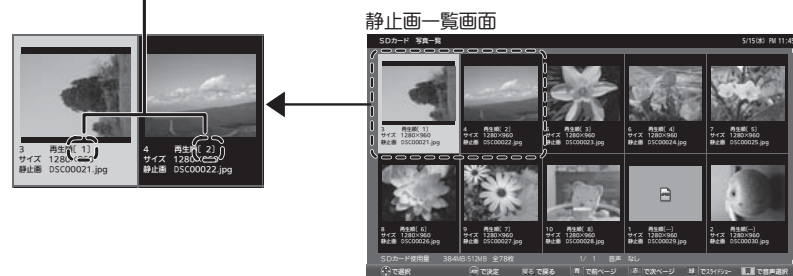 静止画一覧画面
SDカード 写真一覧 5/15(水) PM 11:45
3 再生順[ 1]
サイズ 1280
静止画 DSC00021.jpg
4 再生順[ 2]
サイズ 1280
静止画 DSC00022.jpg
3 再生順[ 1]
サイズ 1280×960
静止画 DSC00021.jpg
4 再生順[ 2]
サイズ 1280×960
静止画 DSC00022.jpg
再生順[ 3]
サイズ 1280×960
静止画 DSC00023.jpg
6 再生順[ 4]
サイズ 1280×960
静止画 DSC00024.jpg
7 再生順[ 5]
サイズ 1280×960
静止画 DSC00025.jpg
8 再生順[ 6]
サイズ 1280×960
静止画 DSC00026.jpg
9 再生順[ 7]
サイズ 1280×960
静止画 DSC00027.jpg
10 再生順[ 8]
サイズ 1280×960
静止画 DSC00028.jpg
1 再生順[--]
サイズ 1280×960
静止画 DSC00029.jpg
2 再生順[--]
サイズ 1280×960
静止画 DSC00030.jpg
SDカード使用量 384MB/512MB 全78枚 1/ 1 音声 なし
で選択 で決定 戻る で戻る 青 で前ページ 赤 で次ページ 緑 でスライドショー で音声選択